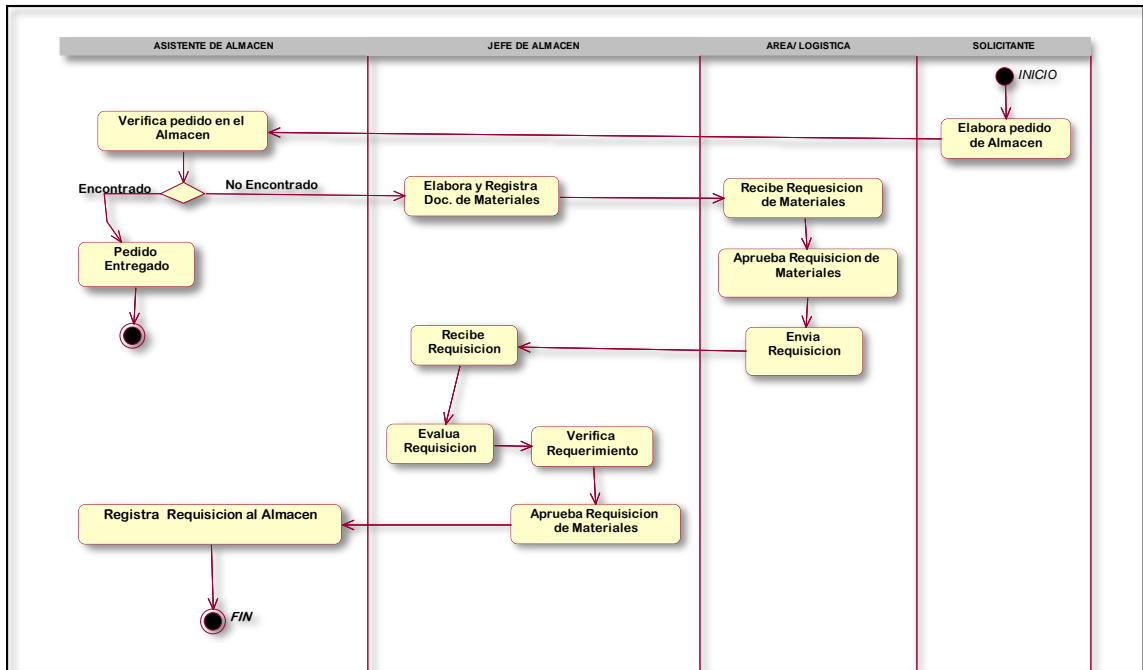 ASISTENTE DE ALMACEN
JEFE DE ALMACEN
AREA/ LOGISTICA
SOLICITANTE
INICIO
Verifica pedido en el
Almacen
Elabora pedido
de Almacen
Encontrado
No Encontrado
Elabora y Registra
Doc. de Materiales
Recibe Requesicion
de Materiales
Pedido
Entregado
Aprueba Requisicion de
Materiales
Recibe
Requisicion
Envia
Requisicion
Evalua
Requisicion
Verifica
Requerimiento
Registra Requisicion al Almacen
Aprueba Requisicion
de Materiales
FIN